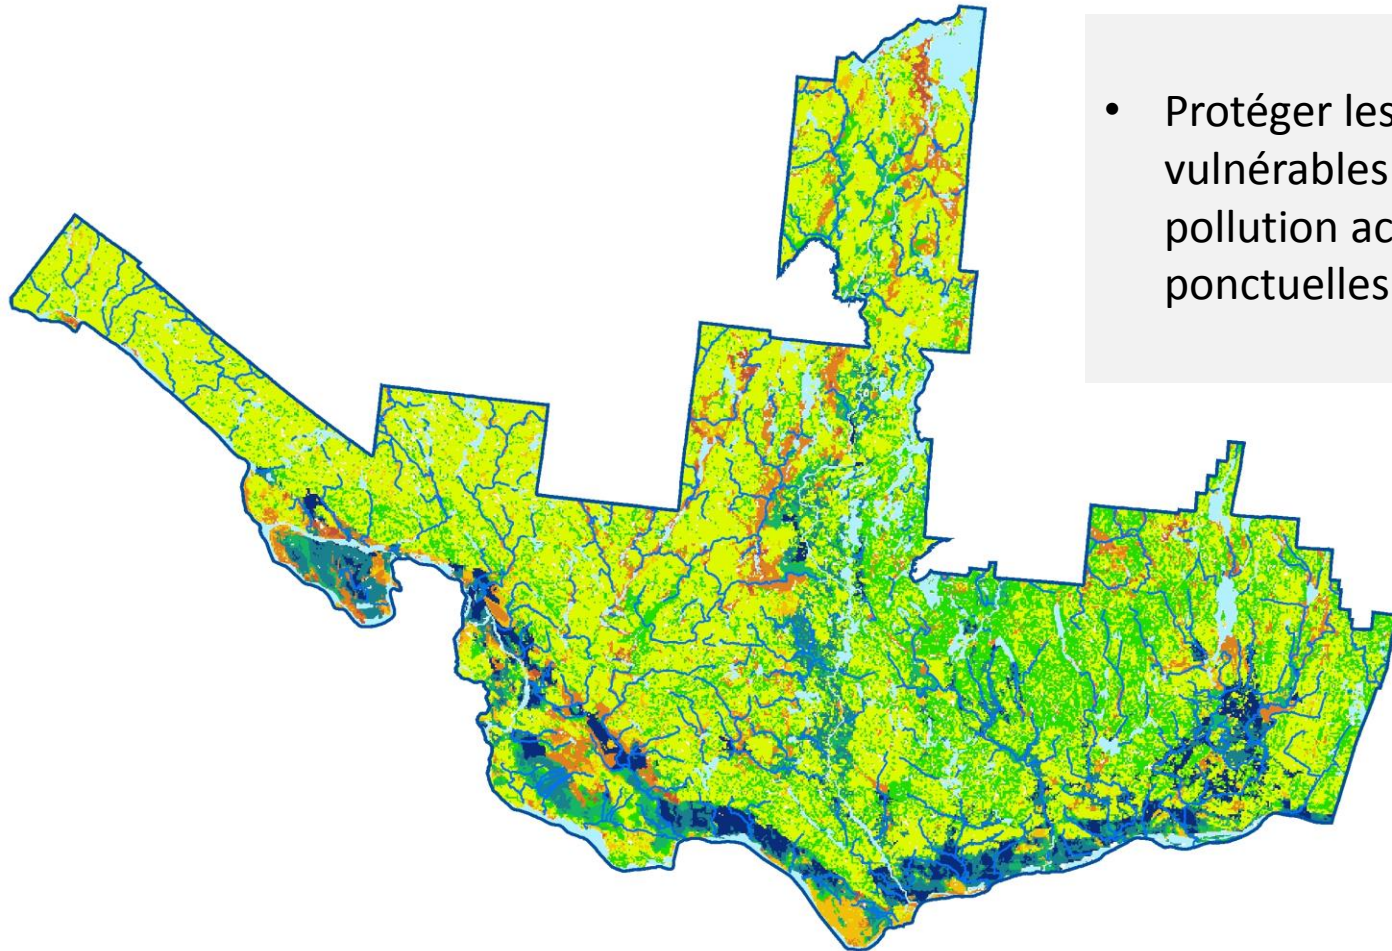 • Protéger les
vulnérables
pollution ac
ponctuelles